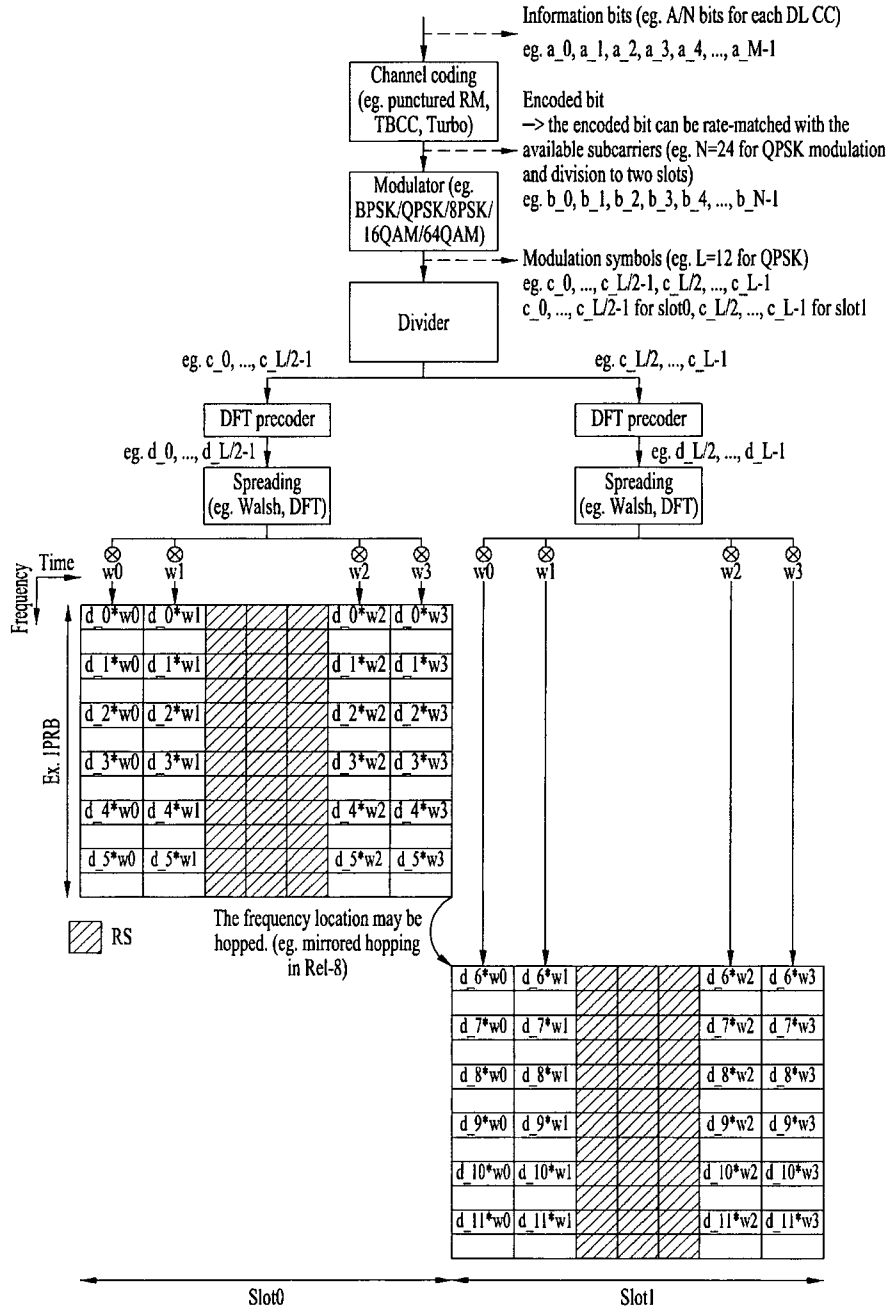 Information bits (eg. A/N bits for each DL CC)
eg. a_0, a_1, a_2, a_3, a_4, ..., a_M-1
Channel coding
(eg. punctured RM,
TBCC, Turbo)
Encoded bit
–> the encoded bit can be rate-matched with the
available subcarriers (eg. N=24 for QPSK modulation
and division to two slots)
eg. b_0, b_1, b_2, b_3, b_4, ..., b_N-1
Modulator (eg.
BPSK/QPSK/8PSK/
16QAM/64QAM)
Modulation symbols (eg. L=12 for QPSK)
eg. c_0, ..., c_L/2-1, c_L/2, ..., c_L-1
c_0, ..., c_L/2-1 for slot0, c_L/2, ..., c_L-1 for slot1
Divider
eg. c_0, ..., c_L/2-1
eg. c_L/2, ..., c_L-1
DFT precoder
DFT precoder
eg. d_0, ..., d_L/2-1
eg. d_L/2, ..., d_L-1
Spreading
(eg. Walsh, DFT)
Spreading
(eg. Walsh, DFT)
Time
Frequency
w0 w1 w2 w3
w0 w1 w2 w3
Ex. 1PRB
d_0*w0 d_0*w1 d_0*w2 d_0*w3
d_1*w0 d_1*w1 d_1*w2 d_1*w3
d_2*w0 d_2*w1 d_2*w2 d_2*w3
d_3*w0 d_3*w1 d_3*w2 d_3*w3
d_4*w0 d_4*w1 d_4*w2 d_4*w3
d_5*w0 d_5*w1 d_5*w2 d_5*w3
RS
The frequency location may be
hopped. (eg. mirrored hopping
in Rel-8)
d_6*w0 d_6*w1 d_6*w2 d_6*w3
d_7*w0 d_7*w1 d_7*w2 d_7*w3
d_8*w0 d_8*w1 d_8*w2 d_8*w3
d_9*w0 d_9*w1 d_9*w2 d_9*w3
d_10*w0 d_10*w1 d_10*w2 d_10*w3
d_11*w0 d_11*w1 d_11*w2 d_11*w3
Slot0
Slot1